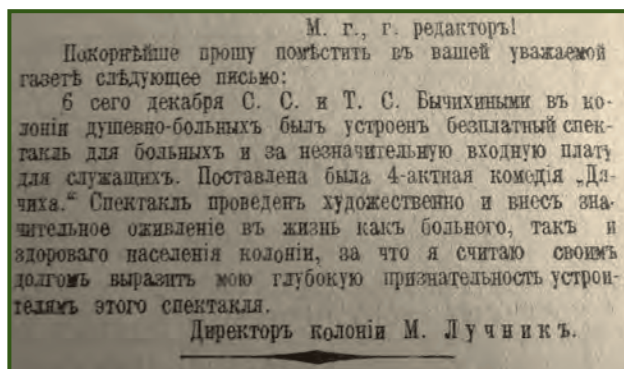 М. г., г. редакторъ!
Покорнѣйше прошу помѣстить въ вашей уважаемой
газетѣ слѣдующее письмо:
6 сего декабря С. С. и Т. С. Бычихиными въ ко-
лоніи душевно-больныхъ былъ устроенъ безплатный спек-
такль для больныхъ и за незначительную входную плату
для служащихъ. Поставлена была 4-актная комедія „Да-
чиха.“ Спектакль проведенъ художественно и внесъ зна-
чительное оживленіе въ жизнь какъ больного, такъ и
здороваго населенія колоніи, за что я считаю своимъ
долгомъ выразить мою глубокую признательность устрои-
телямъ этого спектакля.
Директоръ колоніи М. Лучникъ.